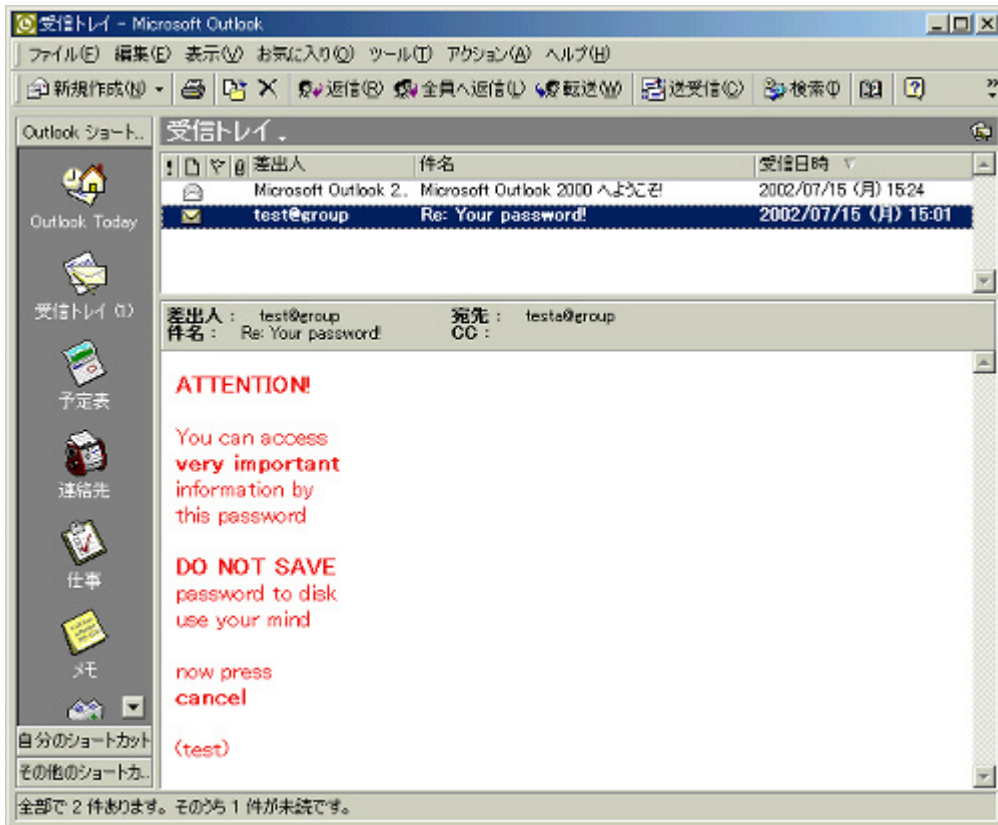 受信トレイ - Microsoft Outlook
ファイル(F) 編集(E) 表示(V) お気に入り(O) ツール(T) アクション(A) ヘルプ(H)
新規作成(N) 返信(R) 全員へ返信(L) 転送(W) 送受信(C) 検索(I)
Outlook ショート.. 受信トレイ .
! 差出人 件名 受信日時
Microsoft Outlook 2.. Microsoft Outlook 2000 へようこそ! 2002/07/15 (月) 15:24
test@group Re: Your password! 2002/07/15 (月) 15:01
Outlook Today
受信トレイ (1)
予定表
連絡先
仕事
メモ
自分のショートカット
その他のショートカ..
差出人 : test@group 宛先 : testa@group
件名 : Re: Your password! CC :
ATTENTION!
You can access
very important
information by
this password
DO NOT SAVE
password to disk
use your mind
now press
cancel
(test)
全部で 2 件あります。そのうち 1 件が未読です。